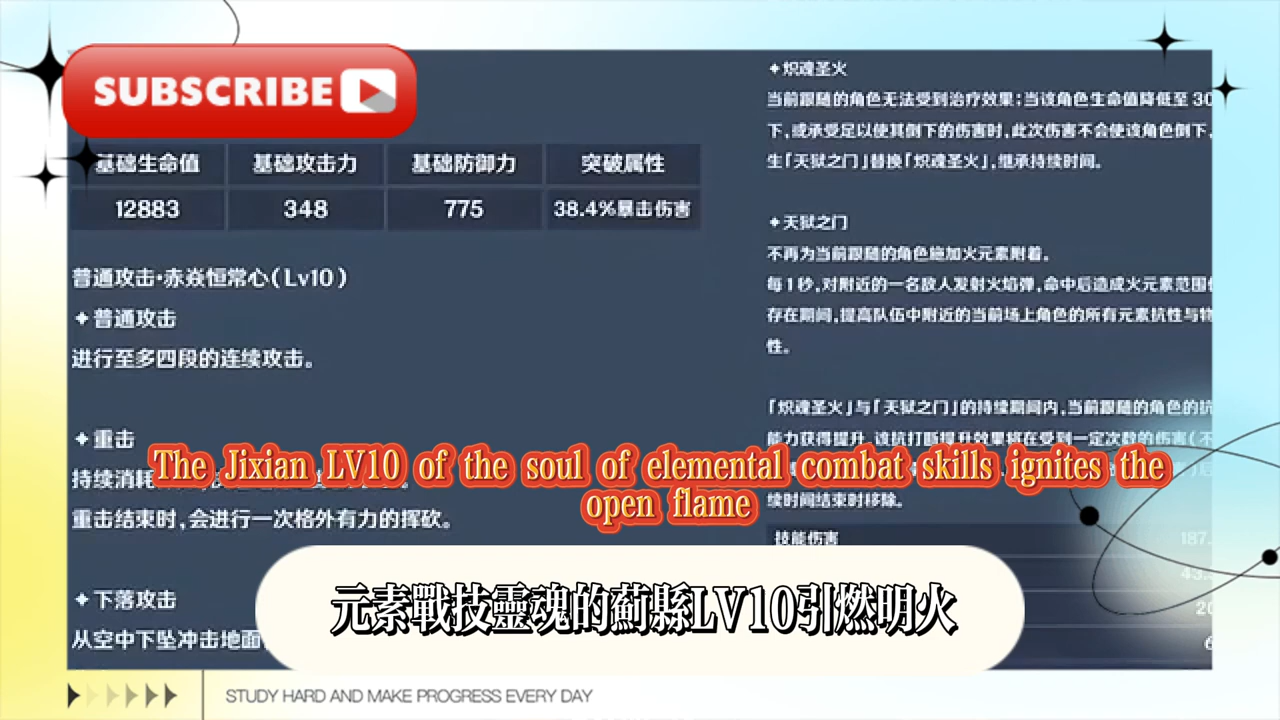 SUBSCRIBE
基础生命值 基础攻击力 基础防御力 突破属性
12883 348 775 38.4%暴击伤害
普通攻击·赤焱恒常心(Lv10)
✦普通攻击
进行至多四段的连续攻击。
✦重击
持续消耗
重击结束时,会进行一次格外有力的挥砍。
✦下落攻击
从空中下坠冲击地面
✦炽魂圣火
当前跟随的角色无法受到治疗效果;当该角色生命值降低至 30
下,或承受足以使其倒下的伤害时,此次伤害不会使该角色倒下,
生「天狱之门」替换「炽魂圣火」,继承持续时间。
✦天狱之门
不再为当前跟随的角色施加火元素附着。
每1秒,对附近的一名敌人发射火焰弹,命中后造成火元素范围
存在期间,提高队伍中附近的当前场上角色的所有元素抗性与物
性。
「炽魂圣火」与「天狱之门」的持续期间内,当前跟随的角色的抗
能力获得提升,该抗打断提升效果将在受到一定次数的伤害(不
续时间结束时移除。
技能伤害 187.
43.
20
6
The Jixian LV10 of the soul of elemental combat skills ignites the
open flame
元素戰技靈魂的薊縣LV10引燃明火
STUDY HARD AND MAKE PROGRESS EVERY DAY